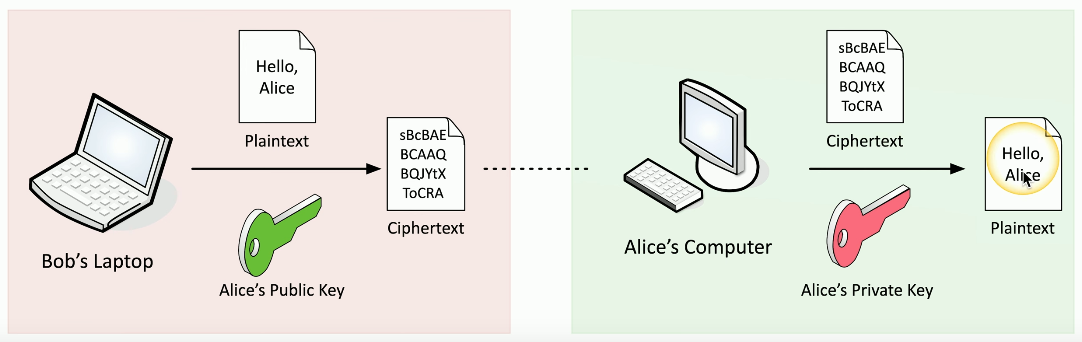 Hello,
Alice
Plaintext
sBcBAE
BCAAQ
BQJYtX
ToCRA
Ciphertext
Bob's Laptop
Alice's Public Key
sBcBAE
BCAAQ
BQJYtX
ToCRA
Ciphertext
Hello,
Alice
Plaintext
Alice's Computer
Alice's Private Key